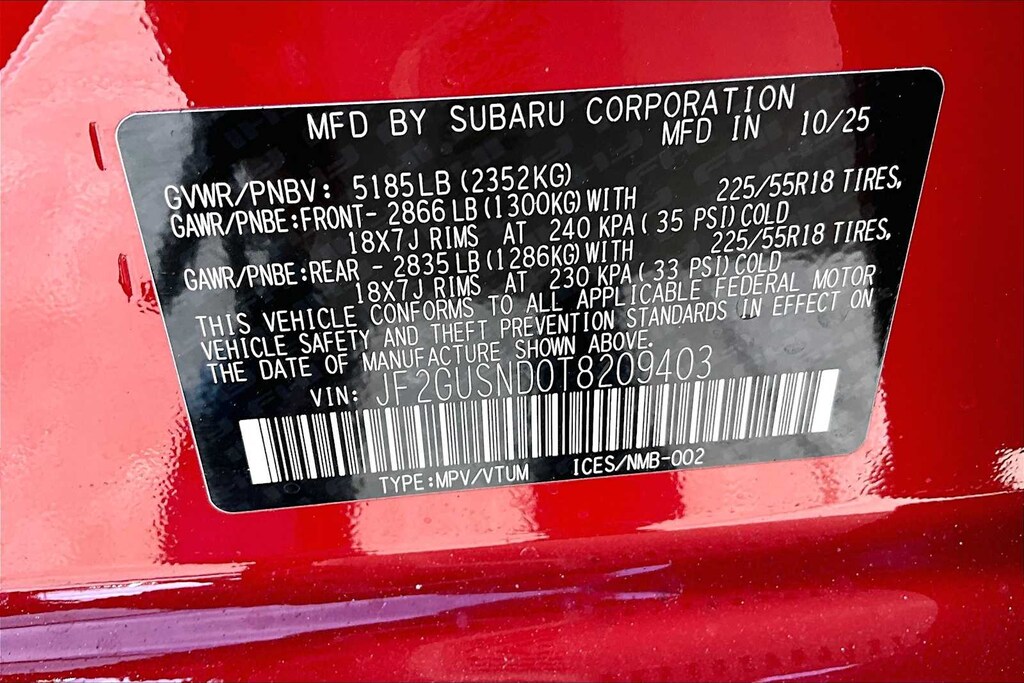 MFD BY SUBARU CORPORATION
MFD IN 10/25
GVWR/PNBV: 5185LB (2352KG)
GAWR/PNBE:FRONT- 2866 LB (1300KG) WITH 225/55R18 TIRES,
18X7J RIMS AT 240 KPA ( 35 PSI) COLD
GAWR/PNBE:REAR - 2835 LB (1286KG) WITH 225/55R18 TIRES,
18X7J RIMS AT 230 KPA ( 33 PSI) COLD
THIS VEHICLE CONFORMS TO ALL APPLICABLE FEDERAL MOTOR
VEHICLE SAFETY AND THEFT PREVENTION STANDARDS IN EFFECT ON
THE DATE OF MANUFACTURE SHOWN ABOVE.
VIN: JF2GUSND0T8209403
TYPE:MPV/VTUM ICES/NMB-002